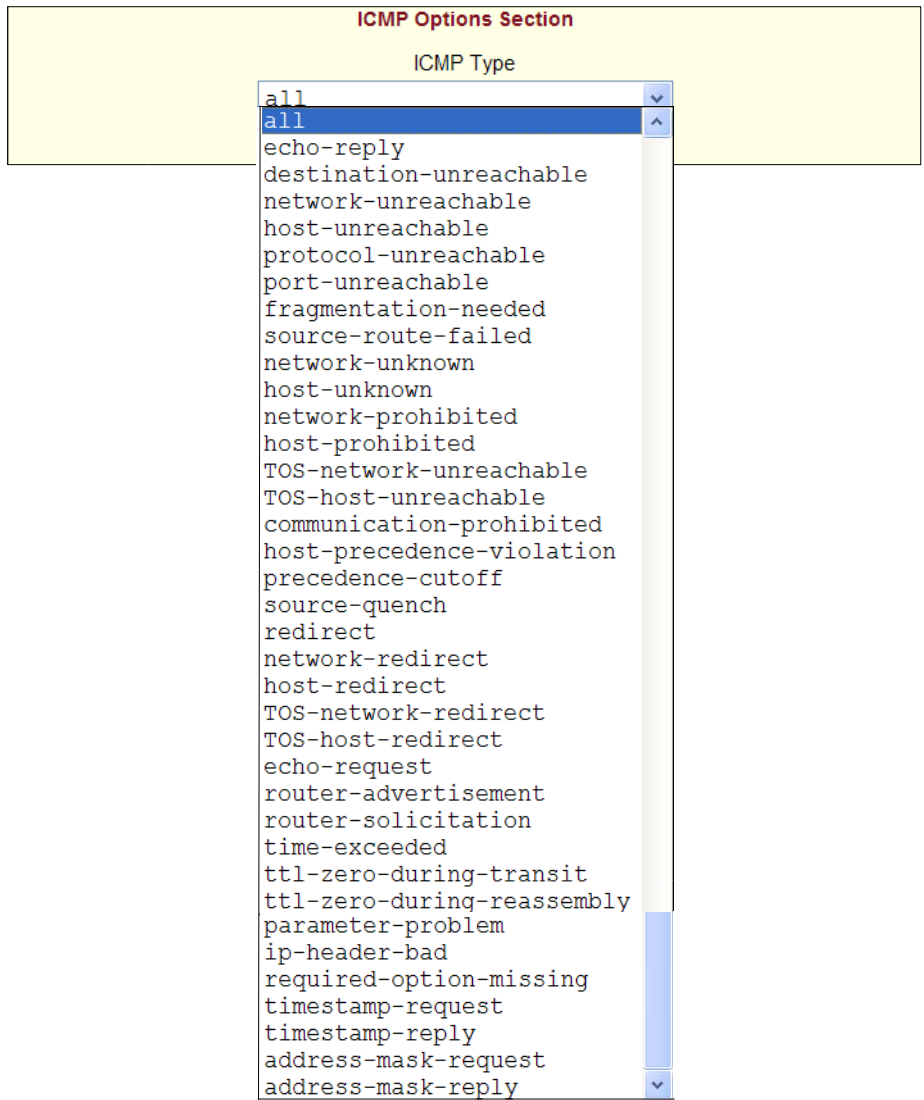 ICMP Options Section
ICMP Type
all
all
echo-reply
destination-unreachable
network-unreachable
host-unreachable
protocol-unreachable
port-unreachable
fragmentation-needed
source-route-failed
network-unknown
host-unknown
network-prohibited
host-prohibited
TOS-network-unreachable
TOS-host-unreachable
communication-prohibited
host-precedence-violation
precedence-cutoff
source-quench
redirect
network-redirect
host-redirect
TOS-network-redirect
TOS-host-redirect
echo-request
router-advertisement
router-solicitation
time-exceeded
ttl-zero-during-transit
ttl-zero-during-reassembly
parameter-problem
ip-header-bad
required-option-missing
timestamp-request
timestamp-reply
address-mask-request
address-mask-reply